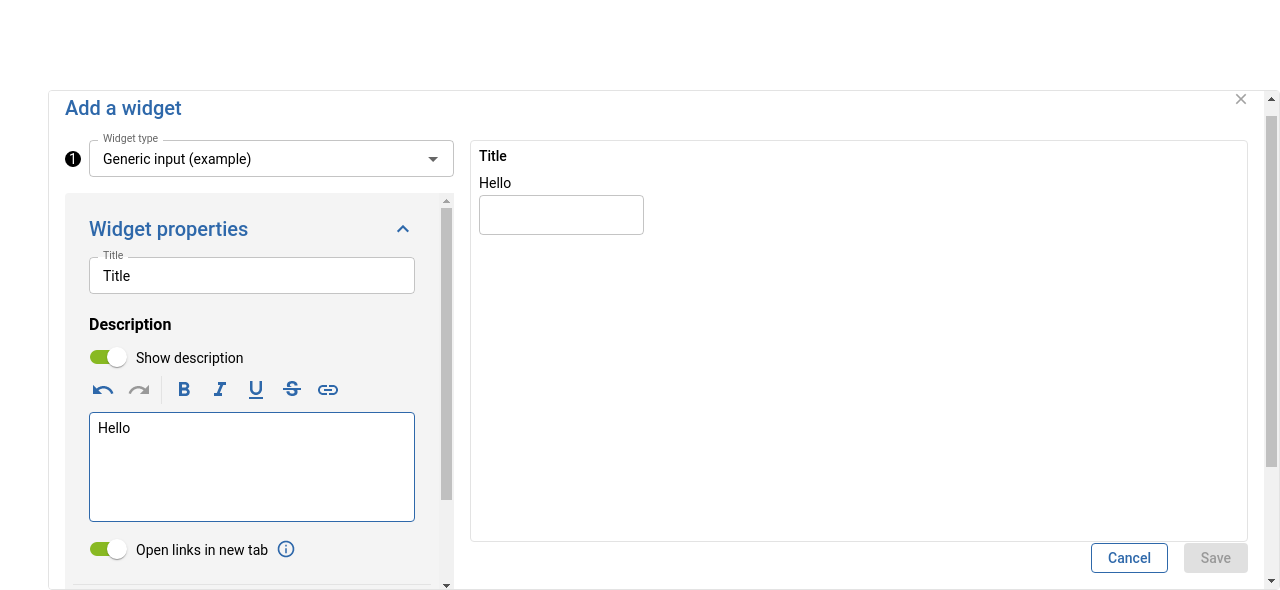 Add a widget
Widget type
1
Generic input (example)
Widget properties
Title
Title
Description
Show description
B I U S
Hello
Open links in new tab
Title
Hello
Cancel
Save